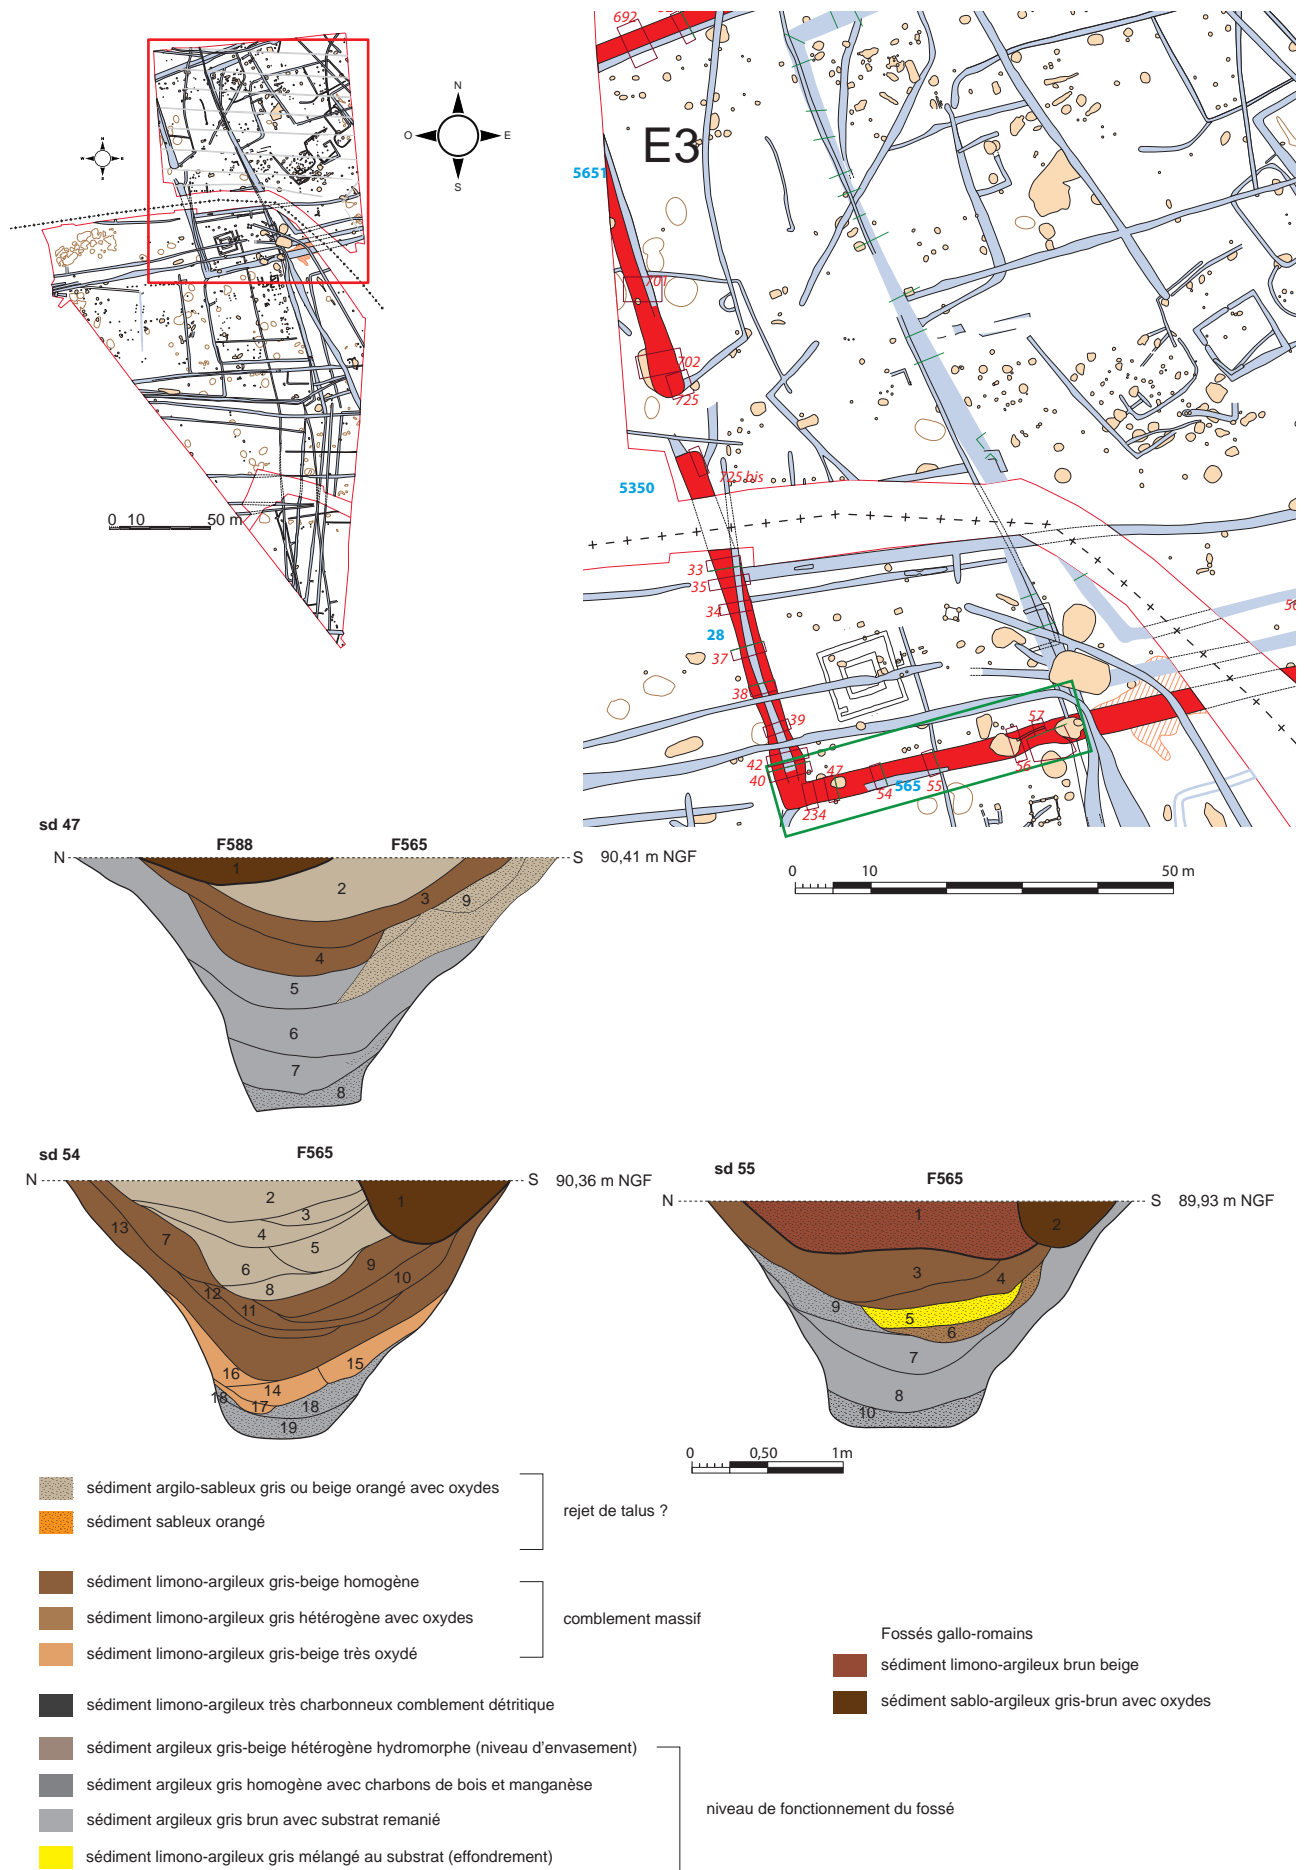 N
O
E
S
N
W
E
S
0 10 50 m
692
E3
5651
701
702
725
725 bis
5350
33
35
34
28
37
38
39
42
40
47
234
54
565
55
56
57
0 10 50 m
sd 47
F588 F565
N S 90,41 m NGF
1
2
3
9
4
5
6
7
8
sd 54
F565
N S 90,36 m NGF
1
2
3
13
7
4
5
9
6
10
8
12
11
16
15
14
18
17
18
19
sd 55
F565
N S 89,93 m NGF
1
2
3
4
9
5
6
7
8
10
0 0,50 1m
sédiment argilo-sableux gris ou beige orangé avec oxydes
rejet de talus ?
sédiment sableux orangé
sédiment limono-argileux gris-beige homogène
sédiment limono-argileux gris hétérogène avec oxydes
comblement massif
sédiment limono-argileux gris-beige très oxydé
Fossés gallo-romains
sédiment limono-argileux brun beige
sédiment sablo-argileux gris-brun avec oxydes
sédiment limono-argileux très charbonneux comblement détritique
sédiment argileux gris-beige hétérogène hydromorphe (niveau d'envasement)
sédiment argileux gris homogène avec charbons de bois et manganèse
niveau de fonctionnement du fossé
sédiment argileux gris brun avec substrat remanié
sédiment limono-argileux gris mélangé au substrat (effondrement)